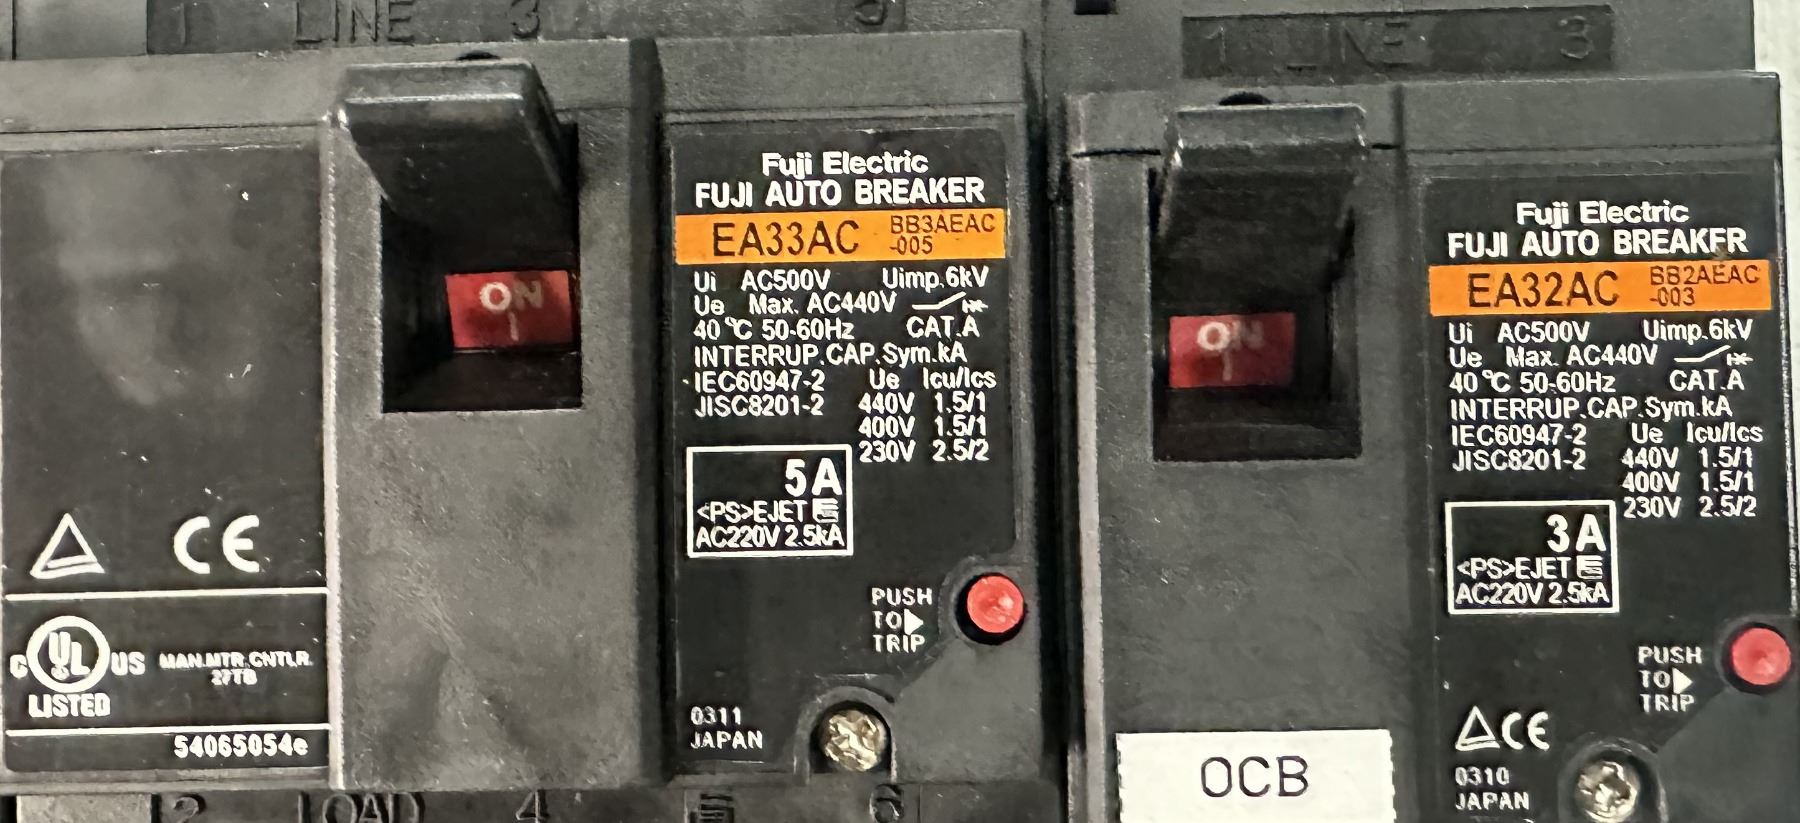 1 LINE 3 5
ON
I
Fuji Electric
FUJI AUTO BREAKER
EA33AC BB3AEAC
-005
Ui AC500V Uimp.6kV
Ue Max. AC440V
40℃ 50-60Hz CAT.A
INTERRUP.CAP.Sym.kA
IEC60947-2 Ue Icu/Ics
JISC8201-2 440V 1.5/1
400V 1.5/1
230V 2.5/2
5A
<PS>EJET E
AC220V 2.5kA
PUSH
TO▶
TRIP
0311
JAPAN
CE
C UL US MAN.MTR.CNTLR.
27TB
LISTED
54065054e
2 LOAD 4 6
1 LINE 3
ON
I
Fuji Electric
FUJI AUTO BREAKER
EA32AC BB2AEAC
-003
Ui AC500V Uimp.6kV
Ue Max. AC440V
40℃ 50-60Hz CAT.A
INTERRUP.CAP.Sym.kA
IEC60947-2 Ue Icu/Ics
JISC8201-2 440V 1.5/1
400V 1.5/1
230V 2.5/2
3A
<PS>EJET E
AC220V 2.5kA
PUSH
TO▶
TRIP
CE
0310
JAPAN
OCB